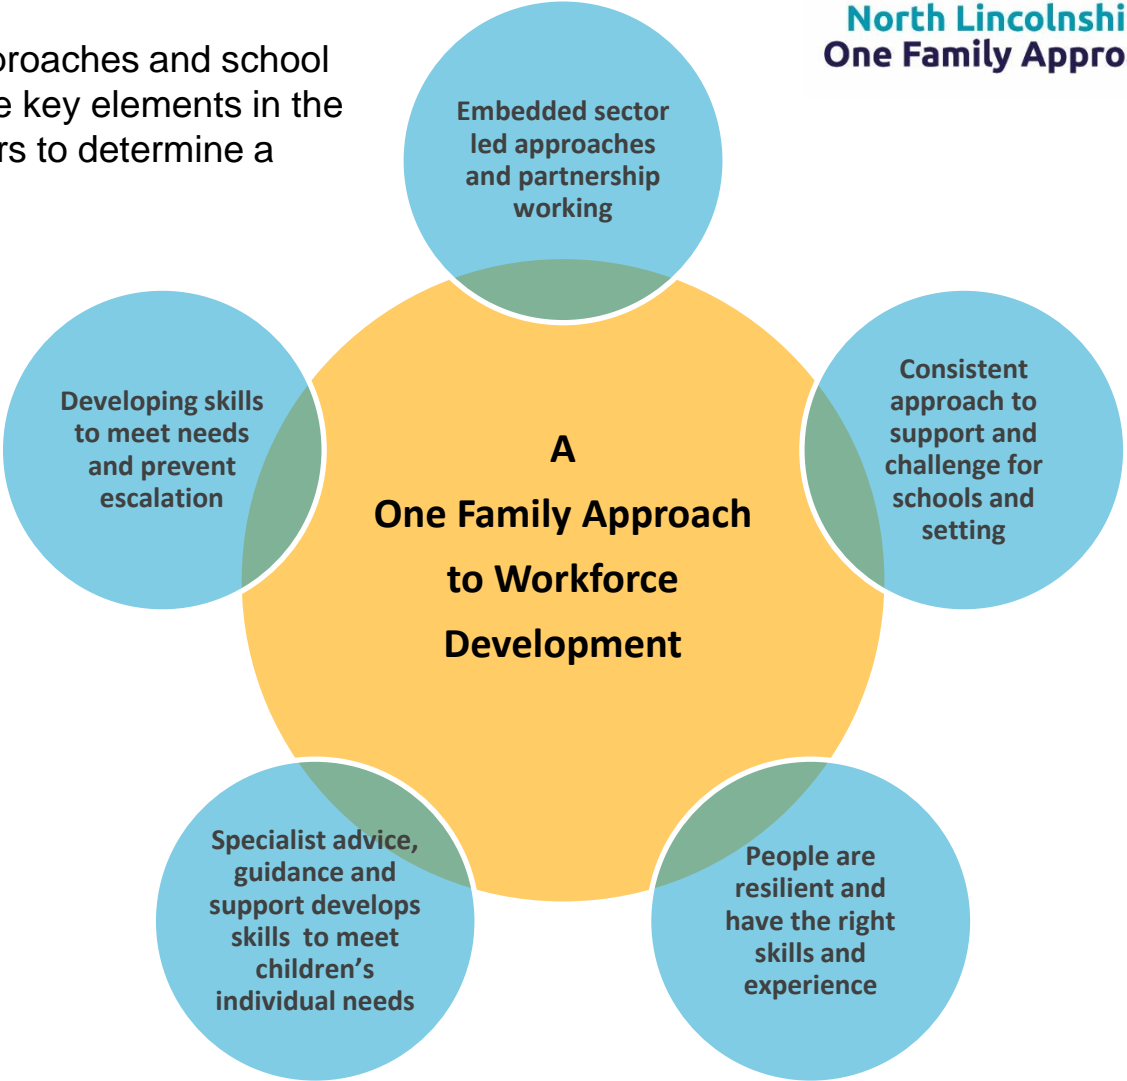 North Lincolnshi
One Family Appro
proaches and school
e key elements in the
rs to determine a
Embedded sector
led approaches
and partnership
working
Consistent
approach to
support and
challenge for
schools and
setting
Developing skills
to meet needs
and prevent
escalation
A
One Family Approach
to Workforce
Development
Specialist advice,
guidance and
support develops
skills to meet
children’s
individual needs
People are
resilient and
have the right
skills and
experience